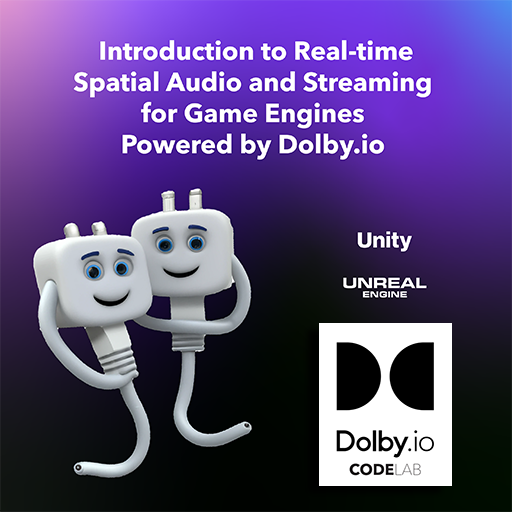 Introduction to Real-time
Spatial Audio and Streaming
for Game Engines
Powered by Dolby.io
Unity
UNREAL
ENGINE
Dolby.io
CODELAB